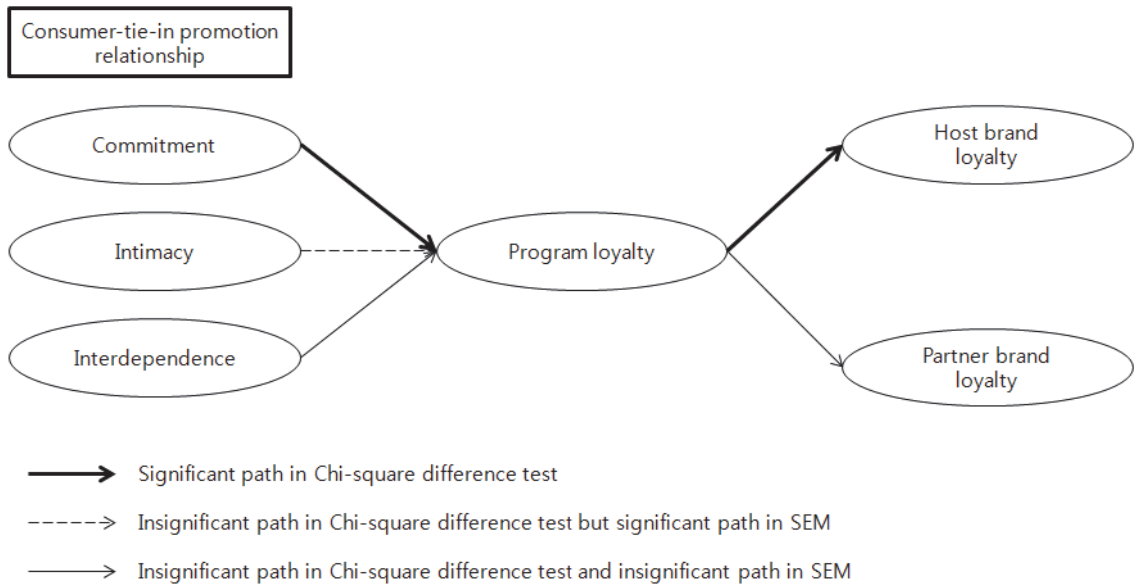 Consumer-tie-in promotion
relationship
Commitment
Host brand
loyalty
Intimacy
Program loyalty
Interdependence
Partner brand
loyalty
Significant path in Chi-square difference test
Insignificant path in Chi-square difference test but significant path in SEM
Insignificant path in Chi-square difference test and insignificant path in SEM